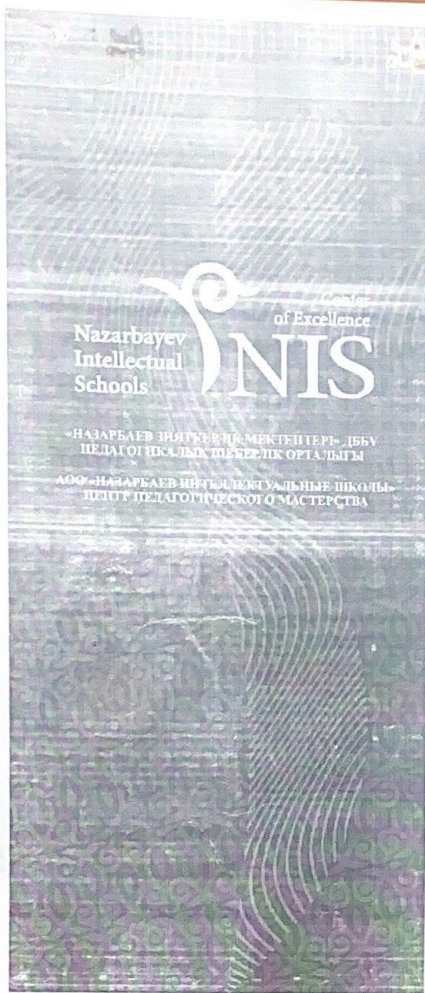 Nazarbayev
Intellectual
Schools
Center
of Excellence
NIS
«НАЗАРБАЕВ ЗИЯТКЕРЛІК МЕКТЕПТЕРІ» ДББҰ
ПЕДАГОГИКАЛЫҚ ШЕБЕРЛІК ОРТАЛЫҒЫ
АОО «НАЗАРБАЕВ ИНТЕЛЛЕКТУАЛЬНЫЕ ШКОЛЫ»
ЦЕНТР ПЕДАГОГИЧЕСКОГО МАСТЕРСТВА